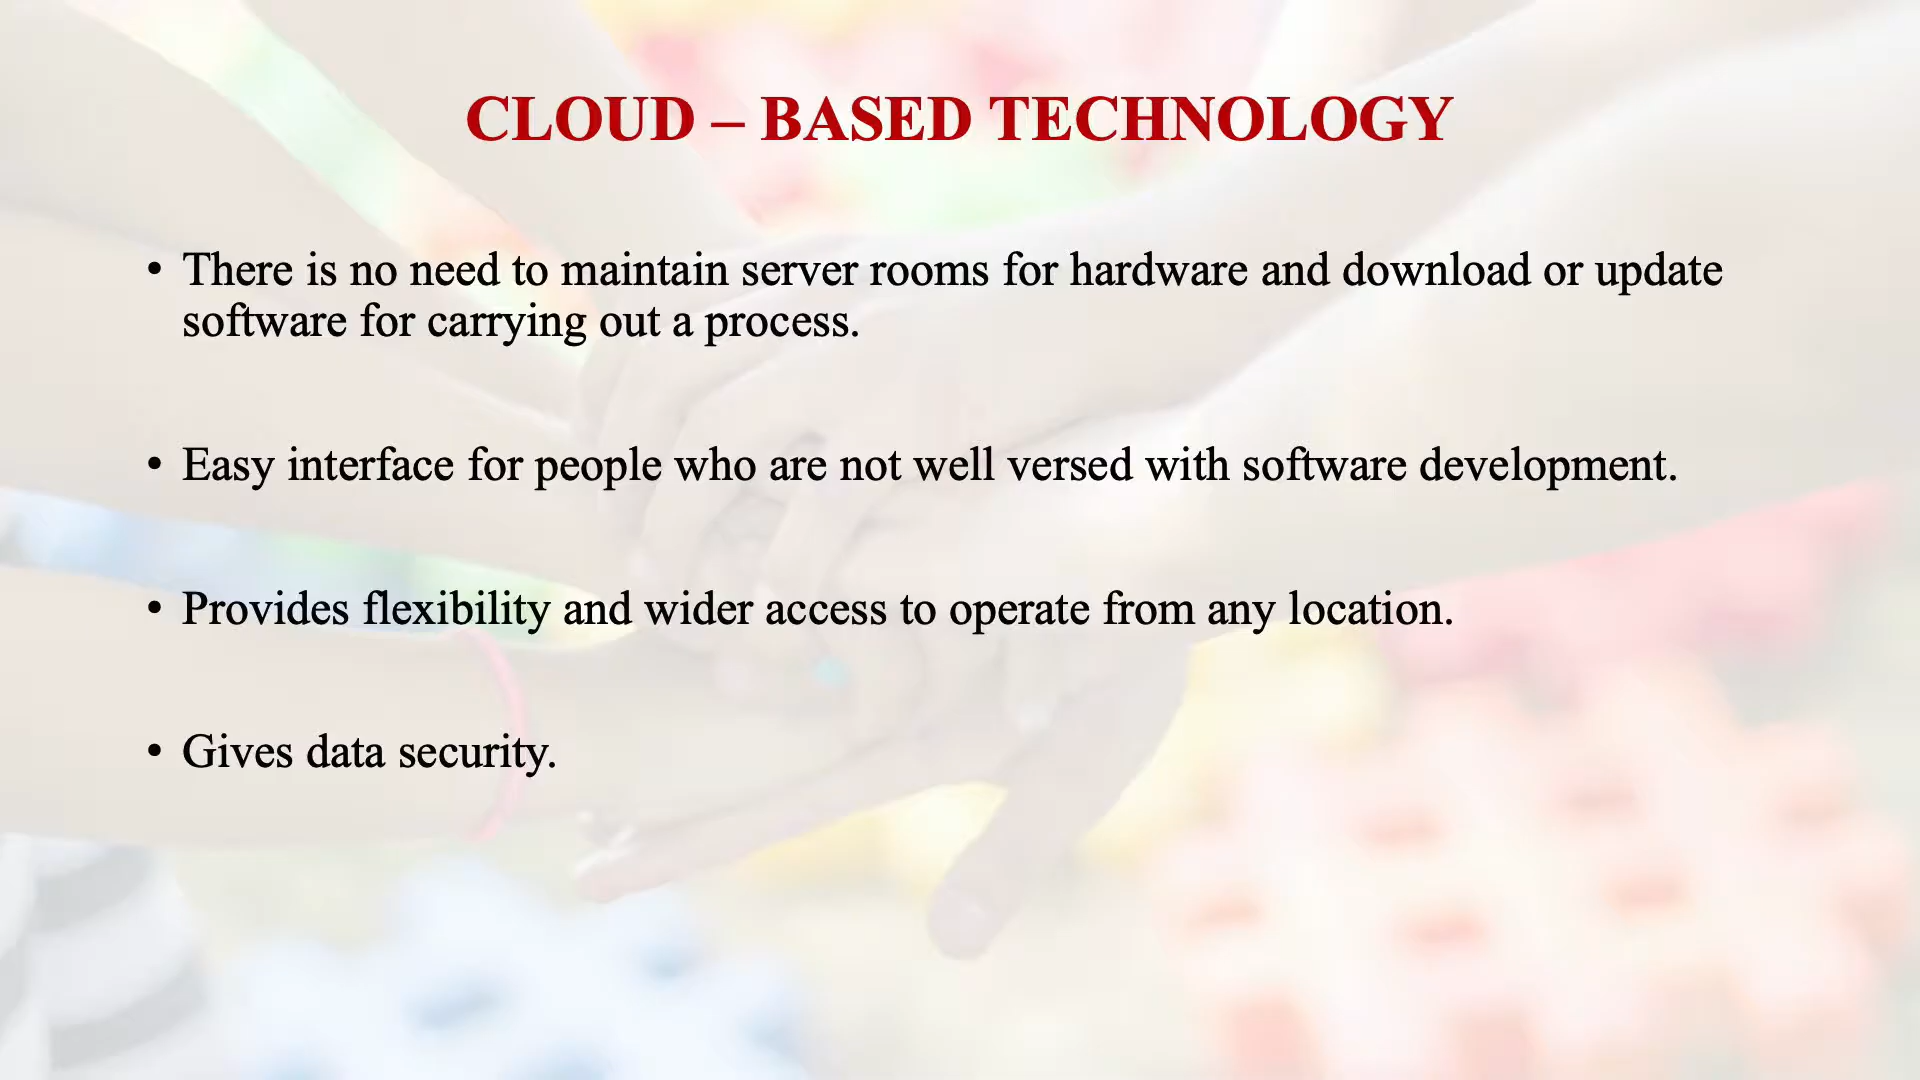 CLOUD – BASED TECHNOLOGY
• There is no need to maintain server rooms for hardware and download or update
software for carrying out a process.
• Easy interface for people who are not well versed with software development.
• Provides flexibility and wider access to operate from any location.
• Gives data security.